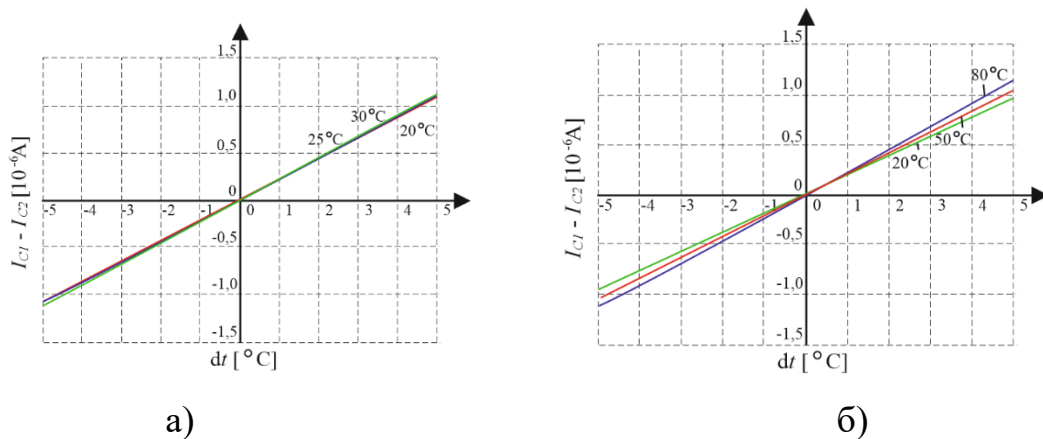 1,5
1,0
0,5
0
-0,5
-1,0
-1,5
-5 -4 -3 -2 -1 0 1 2 3 4 5
30°C
25°C
20°C
I_C1 - I_C2 [10⁻⁶A]
dt [°C]
а)
1,5
1,0
0,5
0
-0,5
-1,0
-1,5
-5 -4 -3 -2 -1 0 1 2 3 4 5
80°C
50°C
20°C
I_C1 - I_C2 [10⁻⁶A]
dt [°C]
б)